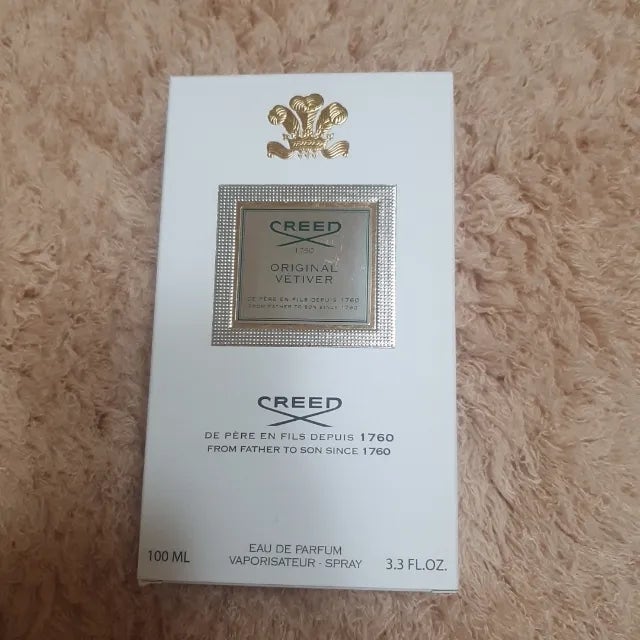 CREED
1760
ORIGINAL
VETIVER
DE PÈRE EN FILS DEPUIS 1760
FROM FATHER TO SON SINCE 1760
CREED
DE PÈRE EN FILS DEPUIS 1760
FROM FATHER TO SON SINCE 1760
100 ML
EAU DE PARFUM
VAPORISATEUR - SPRAY
3.3 FL.OZ.